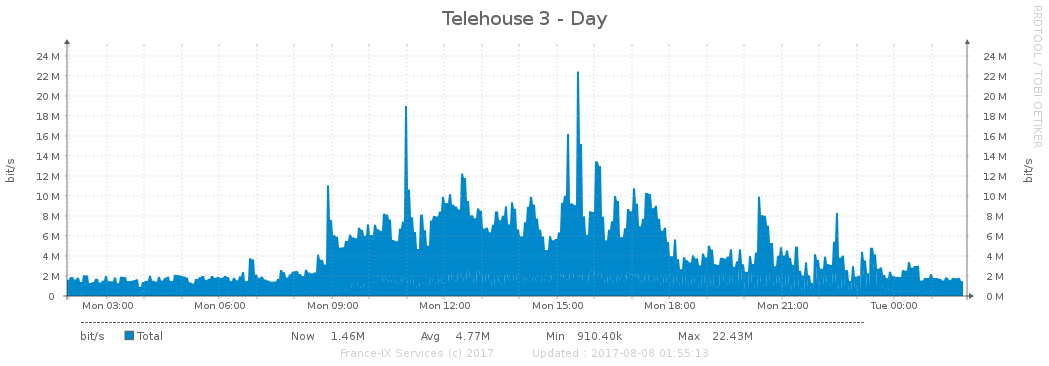 Telehouse 3 - Day
RRDTOOL / TOBI OETIKER
bit/s
24 M 24 M
22 M 22 M
20 M 20 M
18 M 18 M
16 M 16 M
14 M 14 M
12 M 12 M
10 M 10 M
8 M 8 M
6 M 6 M
4 M 4 M
2 M 2 M
0 0 M
bit/s
Mon 03:00 Mon 06:00 Mon 09:00 Mon 12:00 Mon 15:00 Mon 18:00 Mon 21:00 Tue 00:00
bit/s Total Now 1.46M Avg 4.77M Min 910.40k Max 22.43M
France-IX Services (c) 2017 Updated : 2017-08-08 01:55:13